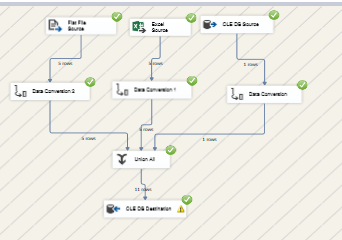 Flat File
Source
Excel
Source
OLE DB Source
5 rows
5 rows
1 rows
Data Conversion 2
Data Conversion 1
Data Conversion
5 rows
5 rows
1 rows
Union All
11 rows
OLE DB Destination